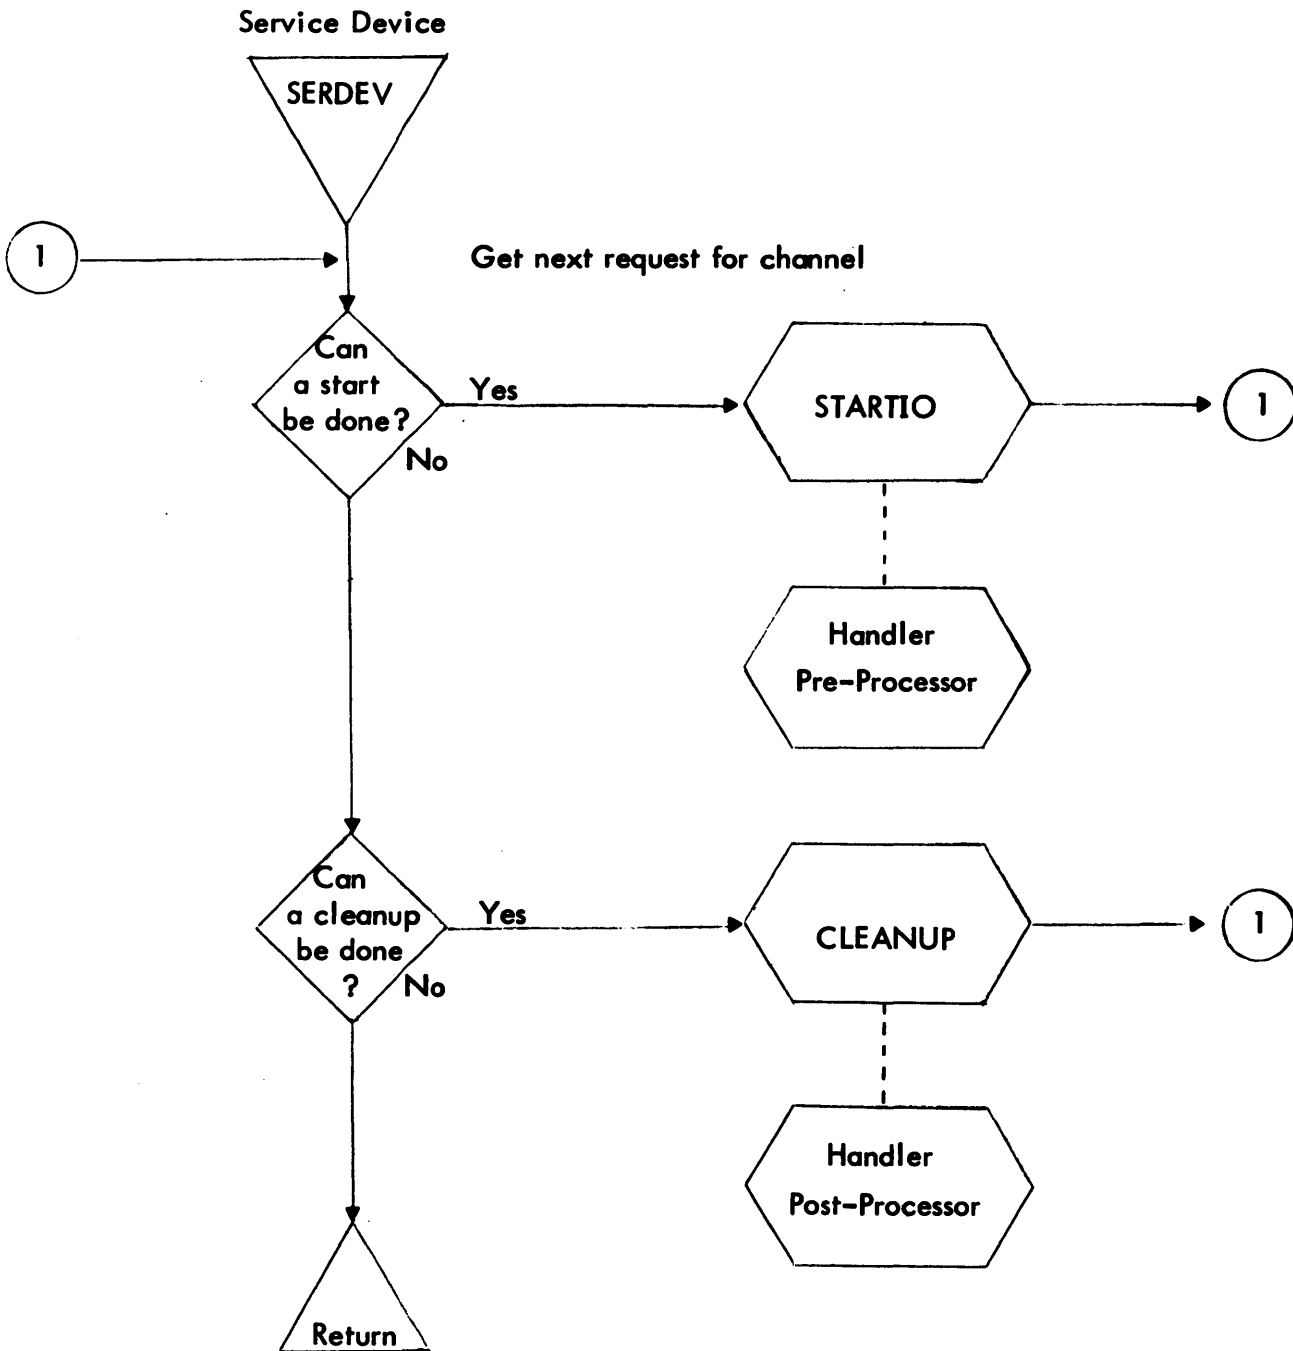 Service Device
SERDEV
1
Get next request for channel
Can
a start
be done?
Yes
No
STARTIO
1
Handler
Pre-Processor
Can
a cleanup
be done
?
Yes
No
CLEANUP
1
Handler
Post-Processor
Return